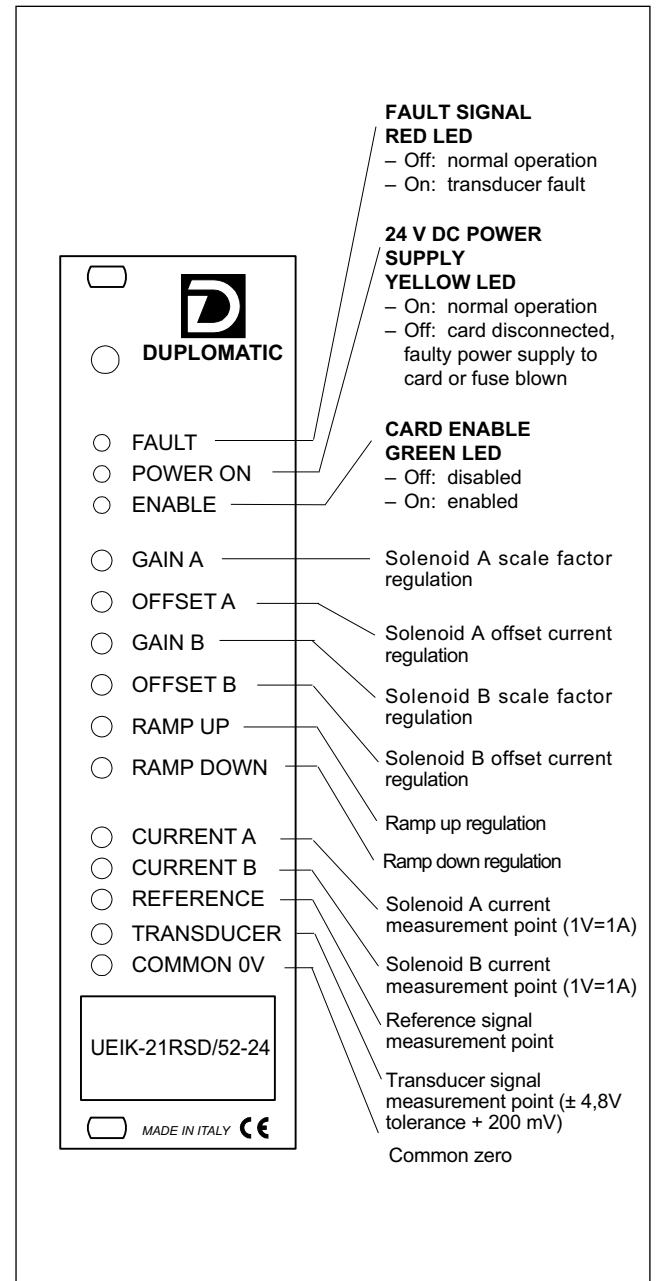 FAULT SIGNAL
RED LED
– Off: normal operation
– On: transducer fault
24 V DC POWER
SUPPLY
YELLOW LED
– On: normal operation
– Off: card disconnected,
faulty power supply to
card or fuse blown
CARD ENABLE
GREEN LED
– Off: disabled
– On: enabled
Solenoid A scale factor
regulation
Solenoid A offset current
regulation
Solenoid B scale factor
regulation
Solenoid B offset current
regulation
Ramp up regulation
Ramp down regulation
Solenoid A current
measurement point (1V=1A)
Solenoid B current
measurement point (1V=1A)
Reference signal
measurement point
Transducer signal
measurement point (± 4,8V
tolerance + 200 mV)
Common zero
D
DUPLOMATIC
FAULT
POWER ON
ENABLE
GAIN A
OFFSET A
GAIN B
OFFSET B
RAMP UP
RAMP DOWN
CURRENT A
CURRENT B
REFERENCE
TRANSDUCER
COMMON 0V
UEIK-21RSD/52-24
MADE IN ITALY CE